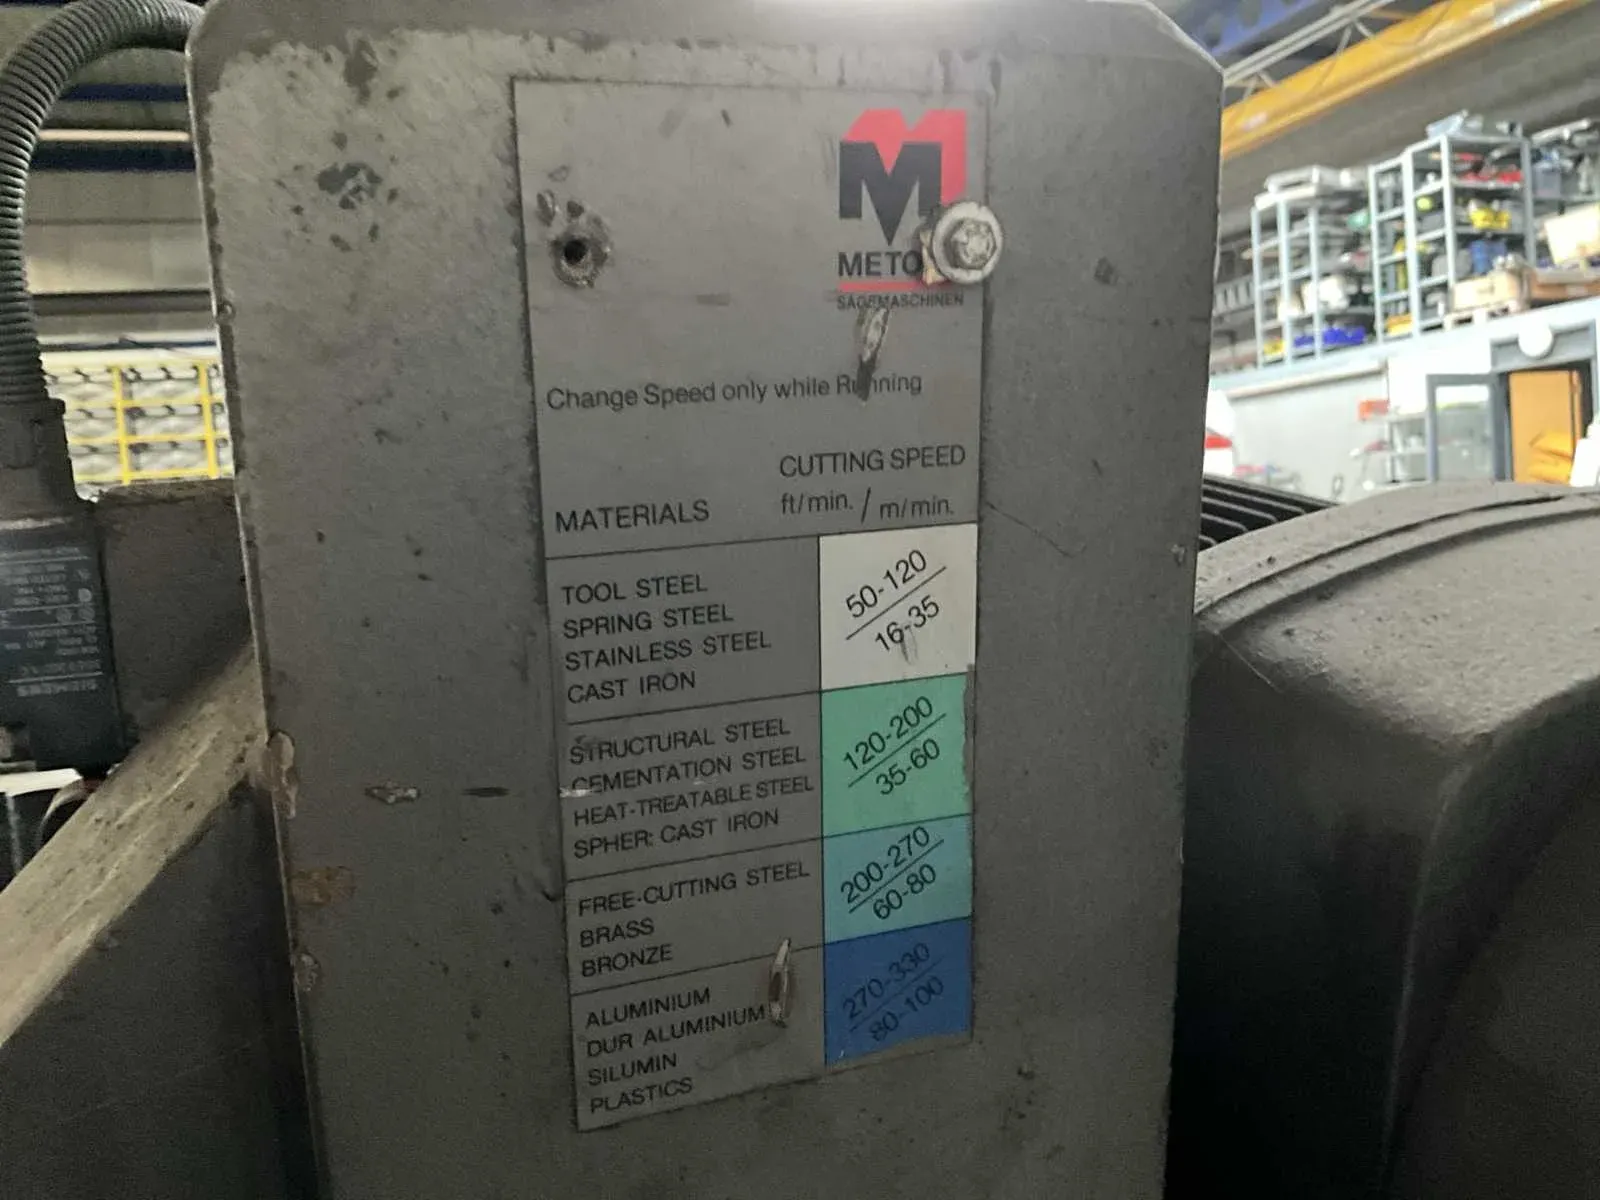 M
METO
SÄGEMASCHINEN
Change Speed only while Running
CUTTING SPEED
MATERIALS ft/min. / m/min.
TOOL STEEL
SPRING STEEL
STAINLESS STEEL
CAST IRON
50-120
16-35
STRUCTURAL STEEL
CEMENTATION STEEL
HEAT-TREATABLE STEEL
SPHER: CAST IRON
120-200
35-60
FREE-CUTTING STEEL
BRASS
BRONZE
200-270
60-80
ALUMINIUM
DUR ALUMINIUM
SILUMIN
PLASTICS
270-330
80-100